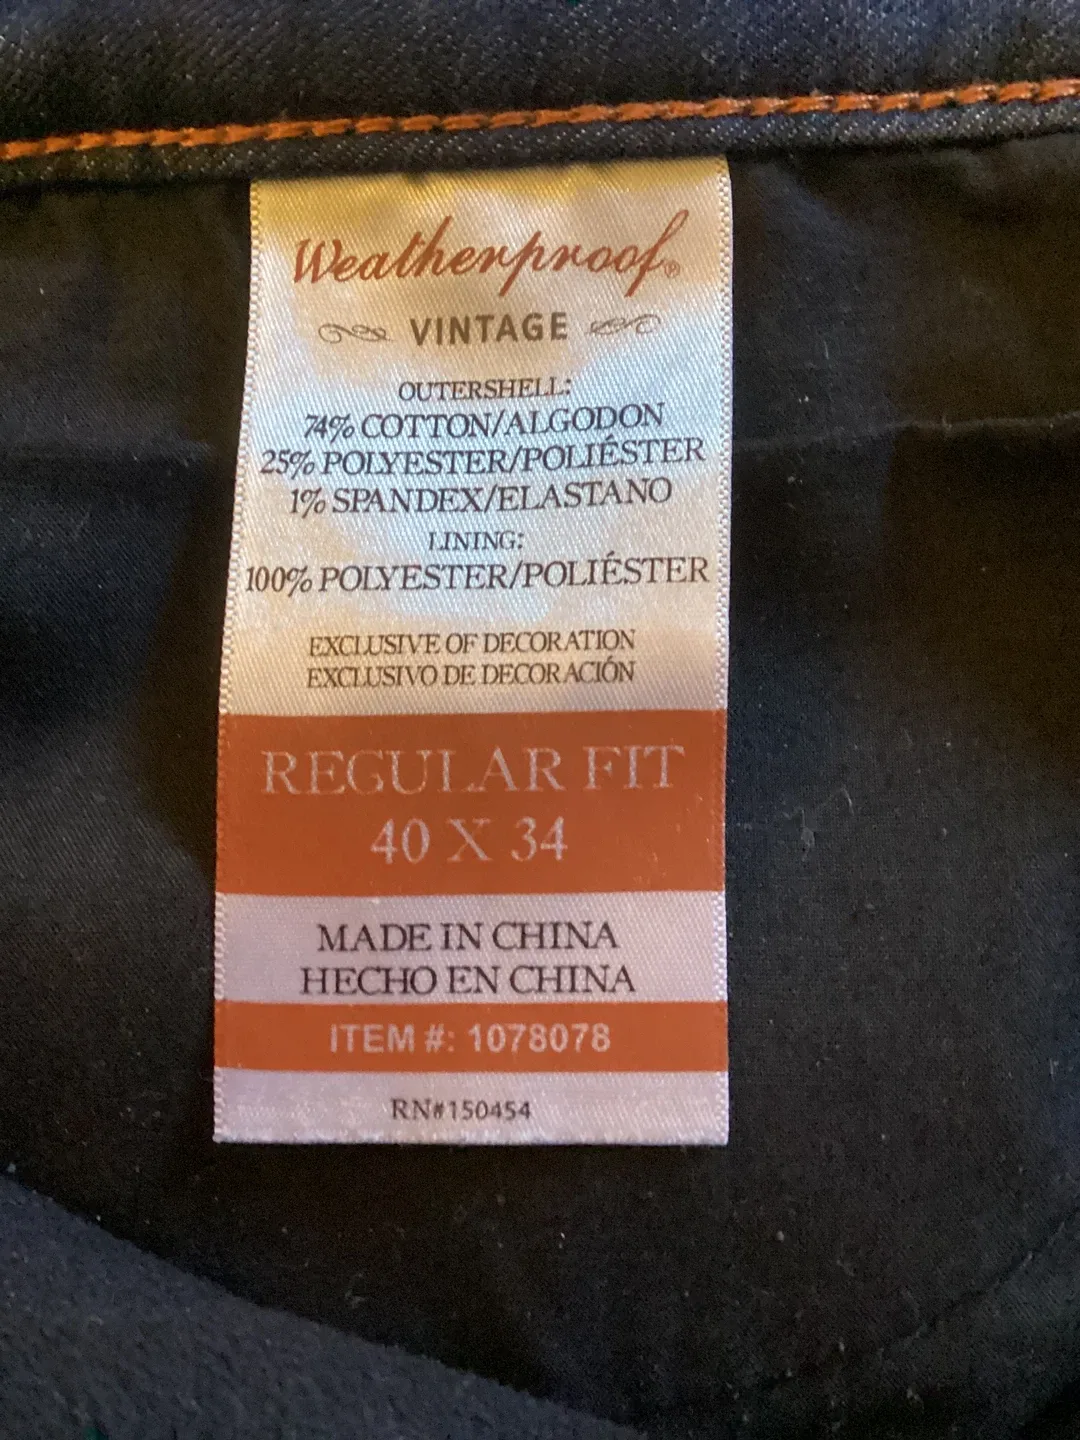 Weatherproof®
VINTAGE
OUTERSHELL:
74% COTTON/ALGODON
25% POLYESTER/POLIÉSTER
1% SPANDEX/ELASTANO
LINING:
100% POLYESTER/POLIÉSTER
EXCLUSIVE OF DECORATION
EXCLUSIVO DE DECORACIÓN
REGULAR FIT
40 X 34
MADE IN CHINA
HECHO EN CHINA
ITEM #: 1078078
RN#150454